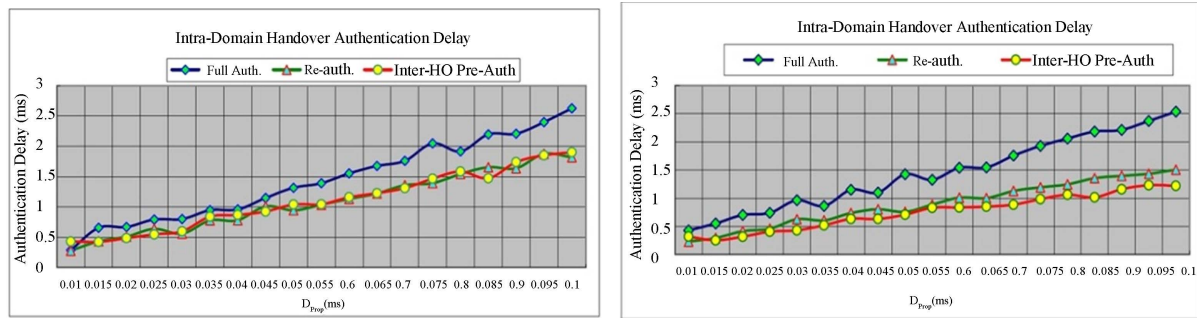 Intra-Domain Handover Authentication Delay
Full Auth. Re-auth. Inter-HO Pre-Auth
Authentication Delay (ms)
3
2.5
2
1.5
1
0.5
0
0.01 0.015 0.02 0.025 0.03 0.035 0.04 0.045 0.05 0.055 0.6 0.065 0.7 0.075 0.8 0.085 0.9 0.095 0.1
D_Prop(ms)
Intra-Domain Handover Authentication Delay
Full Auth. Re-auth. Inter-HO Pre-Auth
Authentication Delay (ms)
3
2.5
2
1.5
1
0.5
0
0.01 0.015 0.02 0.025 0.03 0.035 0.04 0.045 0.05 0.055 0.6 0.065 0.7 0.075 0.08 0.085 0.9 0.095 0.1
D_Prop(ms)